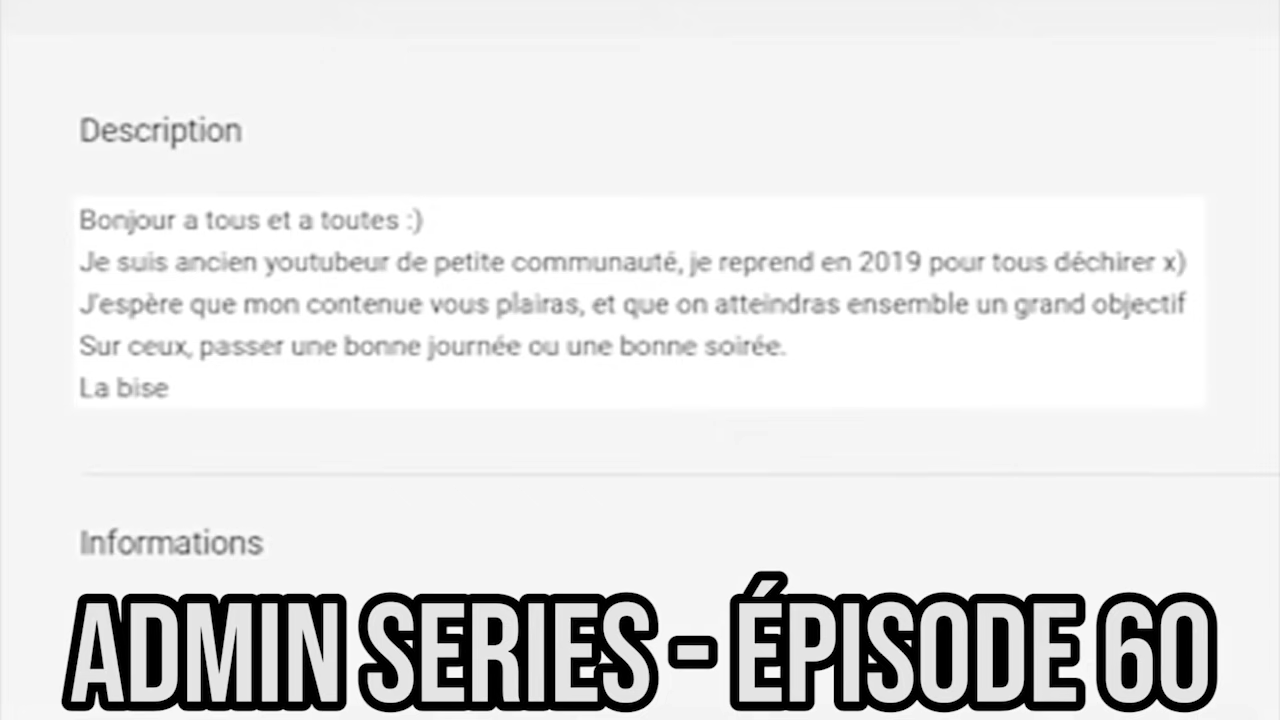 Description
Bonjour a tous et a toutes :)
Je suis ancien youtubeur de petite communauté, je reprend en 2019 pour tous déchirer x)
J'espère que mon contenue vous plairas, et que on atteindras ensemble un grand objectif
Sur ceux, passer une bonne journée ou une bonne soirée.
La bise
Informations
ADMIN SERIES - ÉPISODE 60